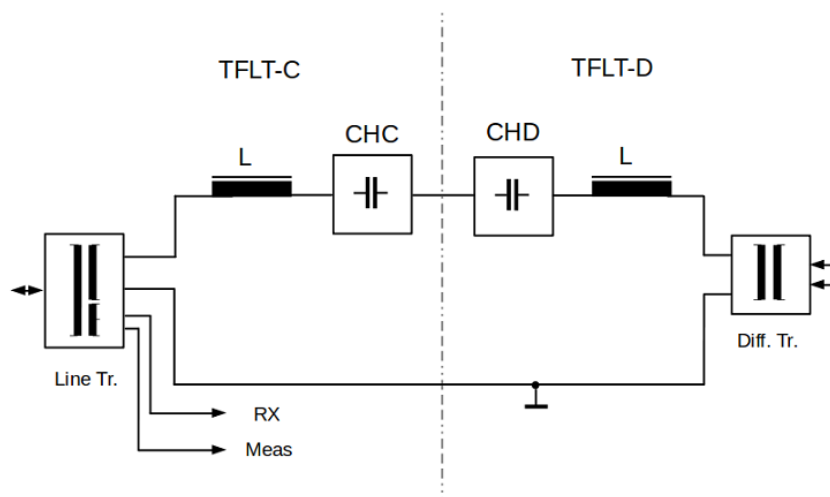 TFLT-C
TFLT-D
CHC
CHD
L
L
Line Tr.
Diff. Tr.
RX
Meas